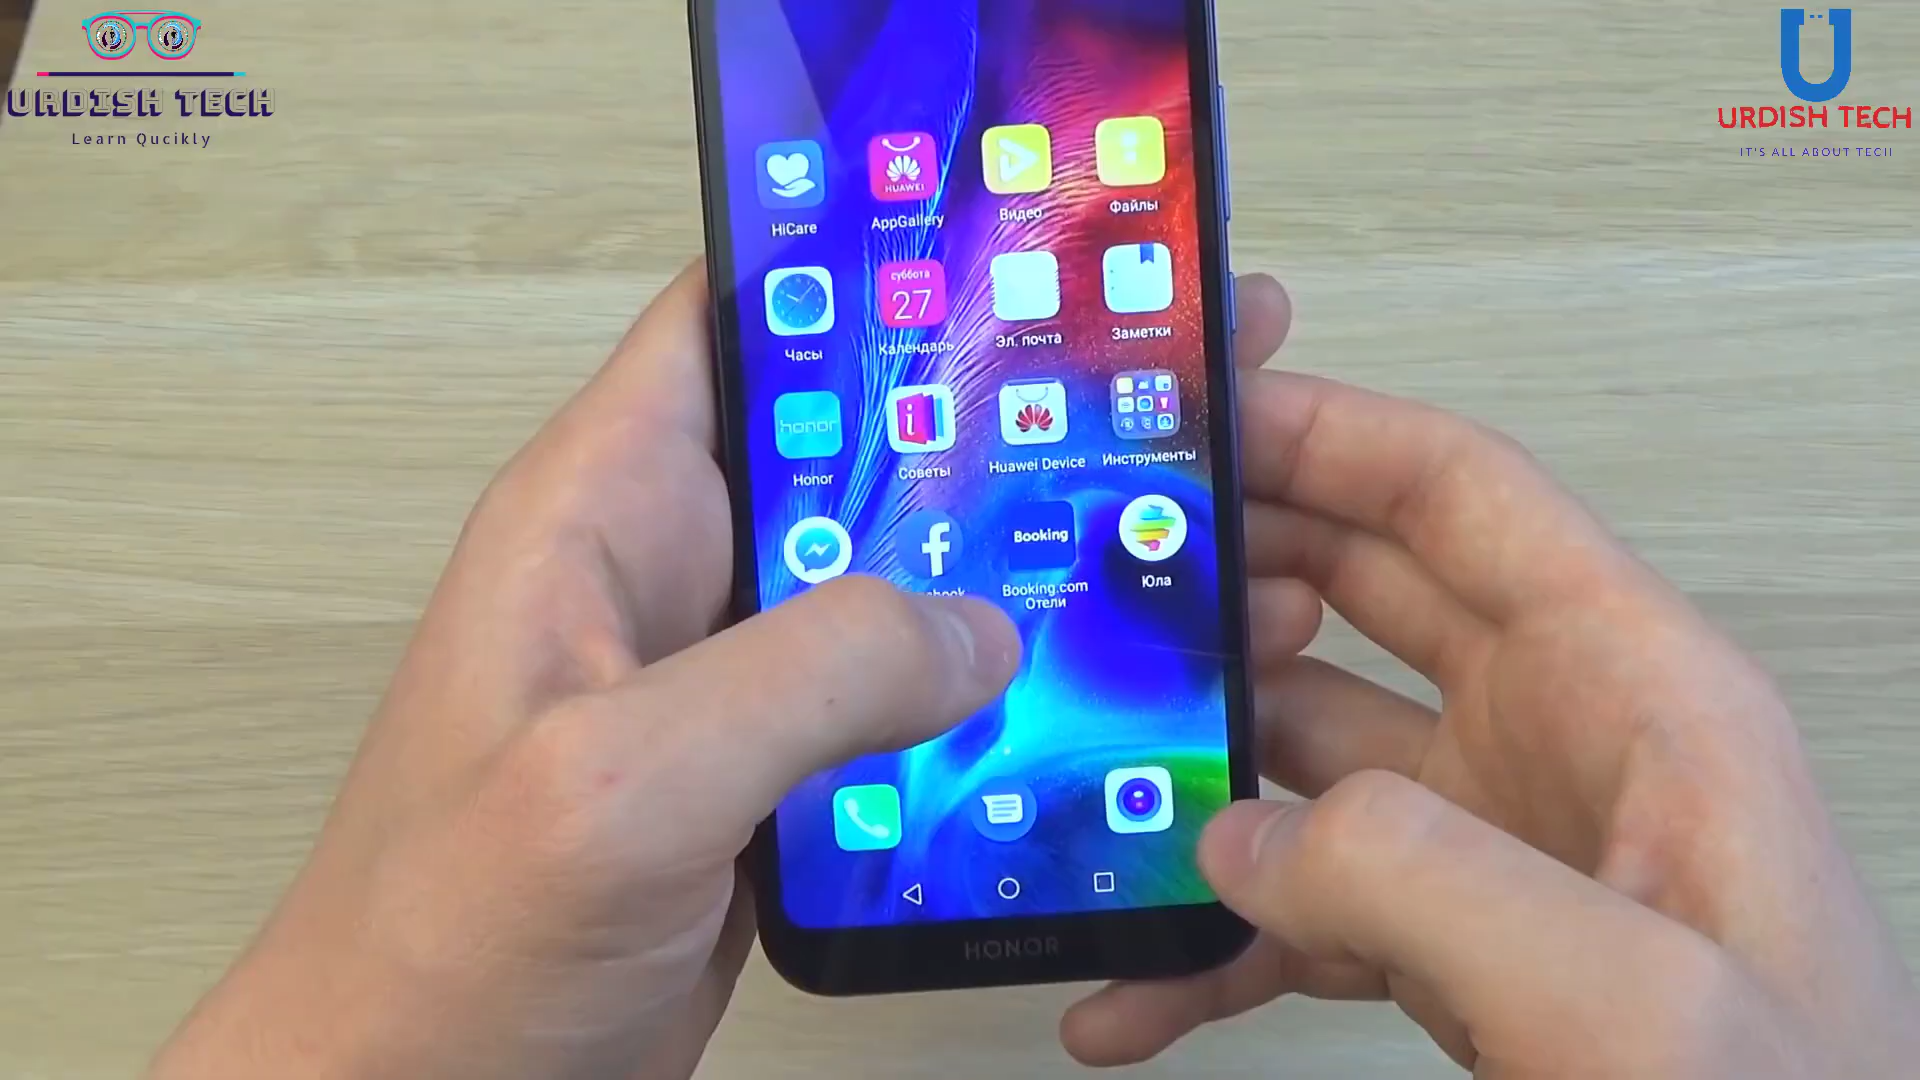 URDISH TECH
Learn Qucikly
URDISH TECH
IT'S ALL ABOUT TECH
HUAWEI
HiCare
AppGallery
Видео
Файлы
суббота
27
Часы
Календарь
Эл. почта
Заметки
honor
i
Honor
Советы
Huawei Device
Инструменты
Booking
Booking.com
Отели
Юла
HONOR